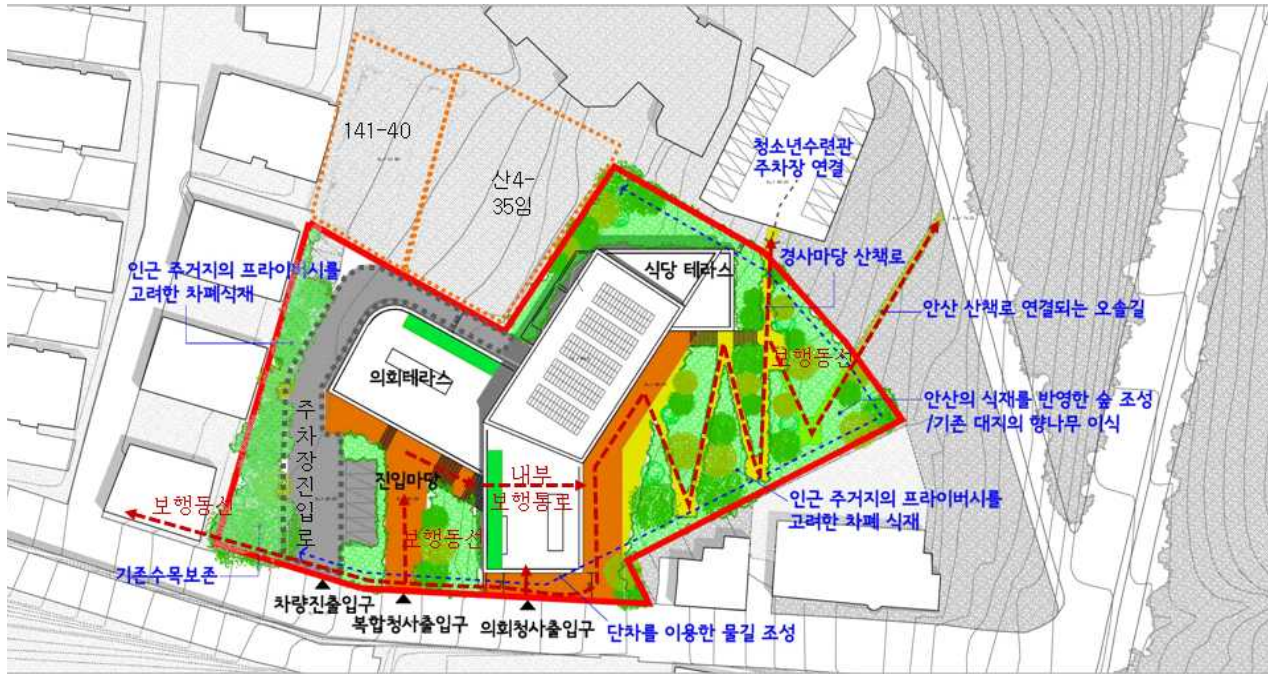 141-40
산4-
35임
청소년수련관
주차장 연결
인근 주거지의 프라이버시를
고려한 차폐식재
식당 테라스
경사마당 산책로
안산 산책로 연결되는 오솔길
보행동선
의회테라스
안산의 식재를 반영한 숲 조성
/기존 대지의 향나무 이식
주차장진입로
진입마당
내부
보행통로
인근 주거지의 프라이버시를
고려한 차폐 식재
보행동선
보행동선
기존수목보존
차량진출입구
복합청사출입구
의회청사출입구
단차를 이용한 물길 조성